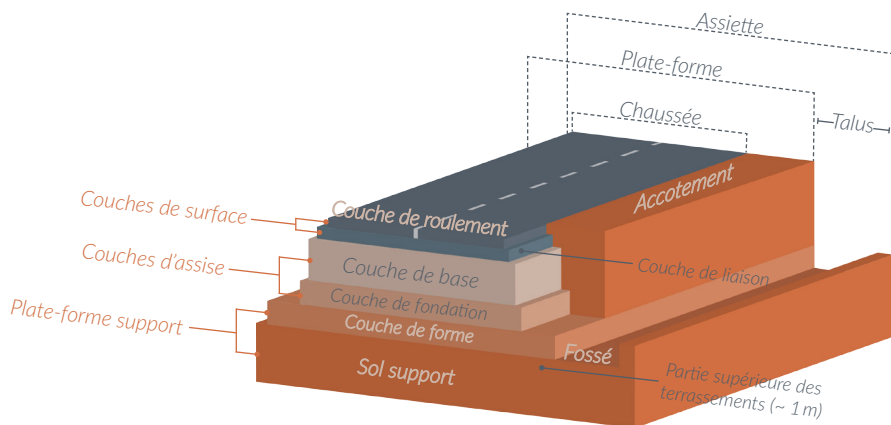 Assiette
Plate-forme
Chaussée
Talus
Accotement
Couches de surface
Couche de roulement
Couches d'assise
Couche de base
Couche de liaison
Couche de fondation
Plate-forme support
Couche de forme
Fossé
Sol support
Partie supérieure des
terrassements (~ 1 m)